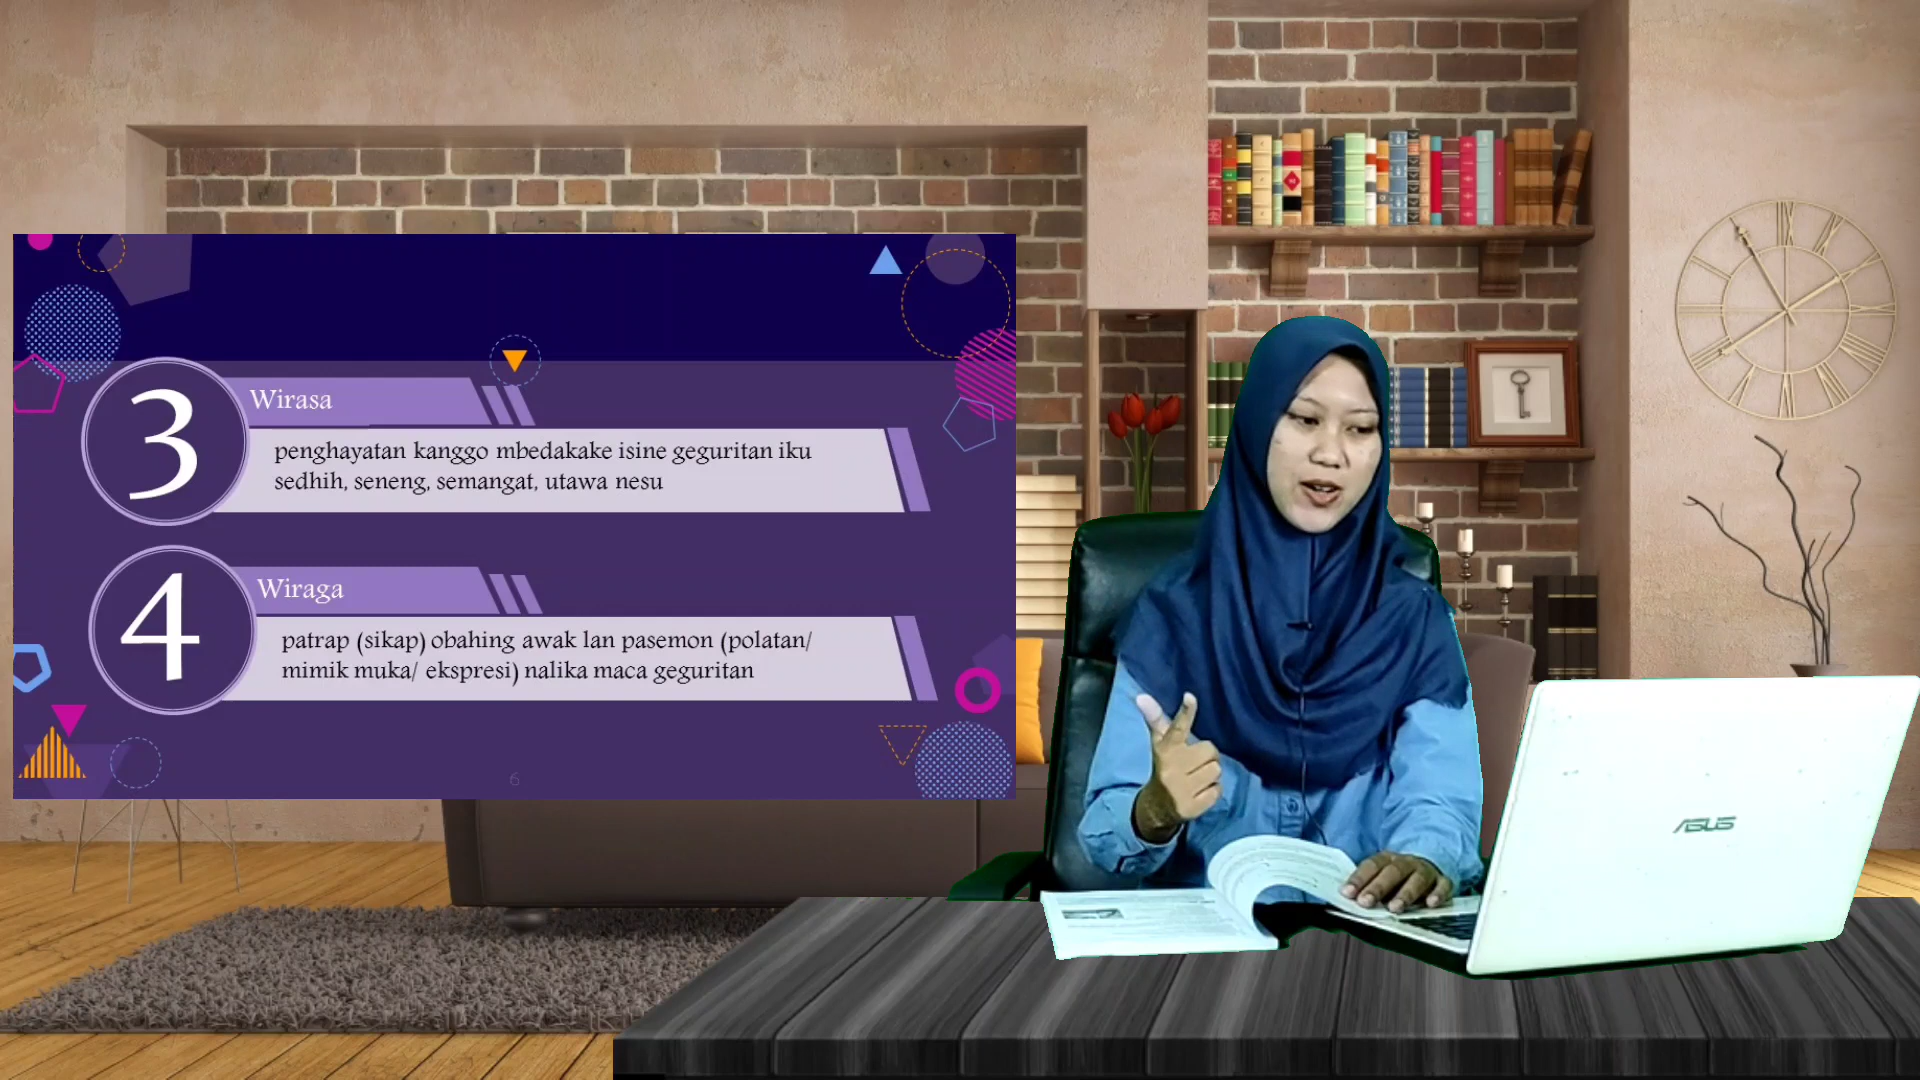 3
Wirasa
penghayatan kanggo mbedakake isine geguritan iku
sedhih, seneng, semangat, utawa nesu
4
Wiraga
patrap (sikap) obahing awak lan pasemon (polatan/
mimik muka/ ekspresi) nalika maca geguritan
6
ASUS